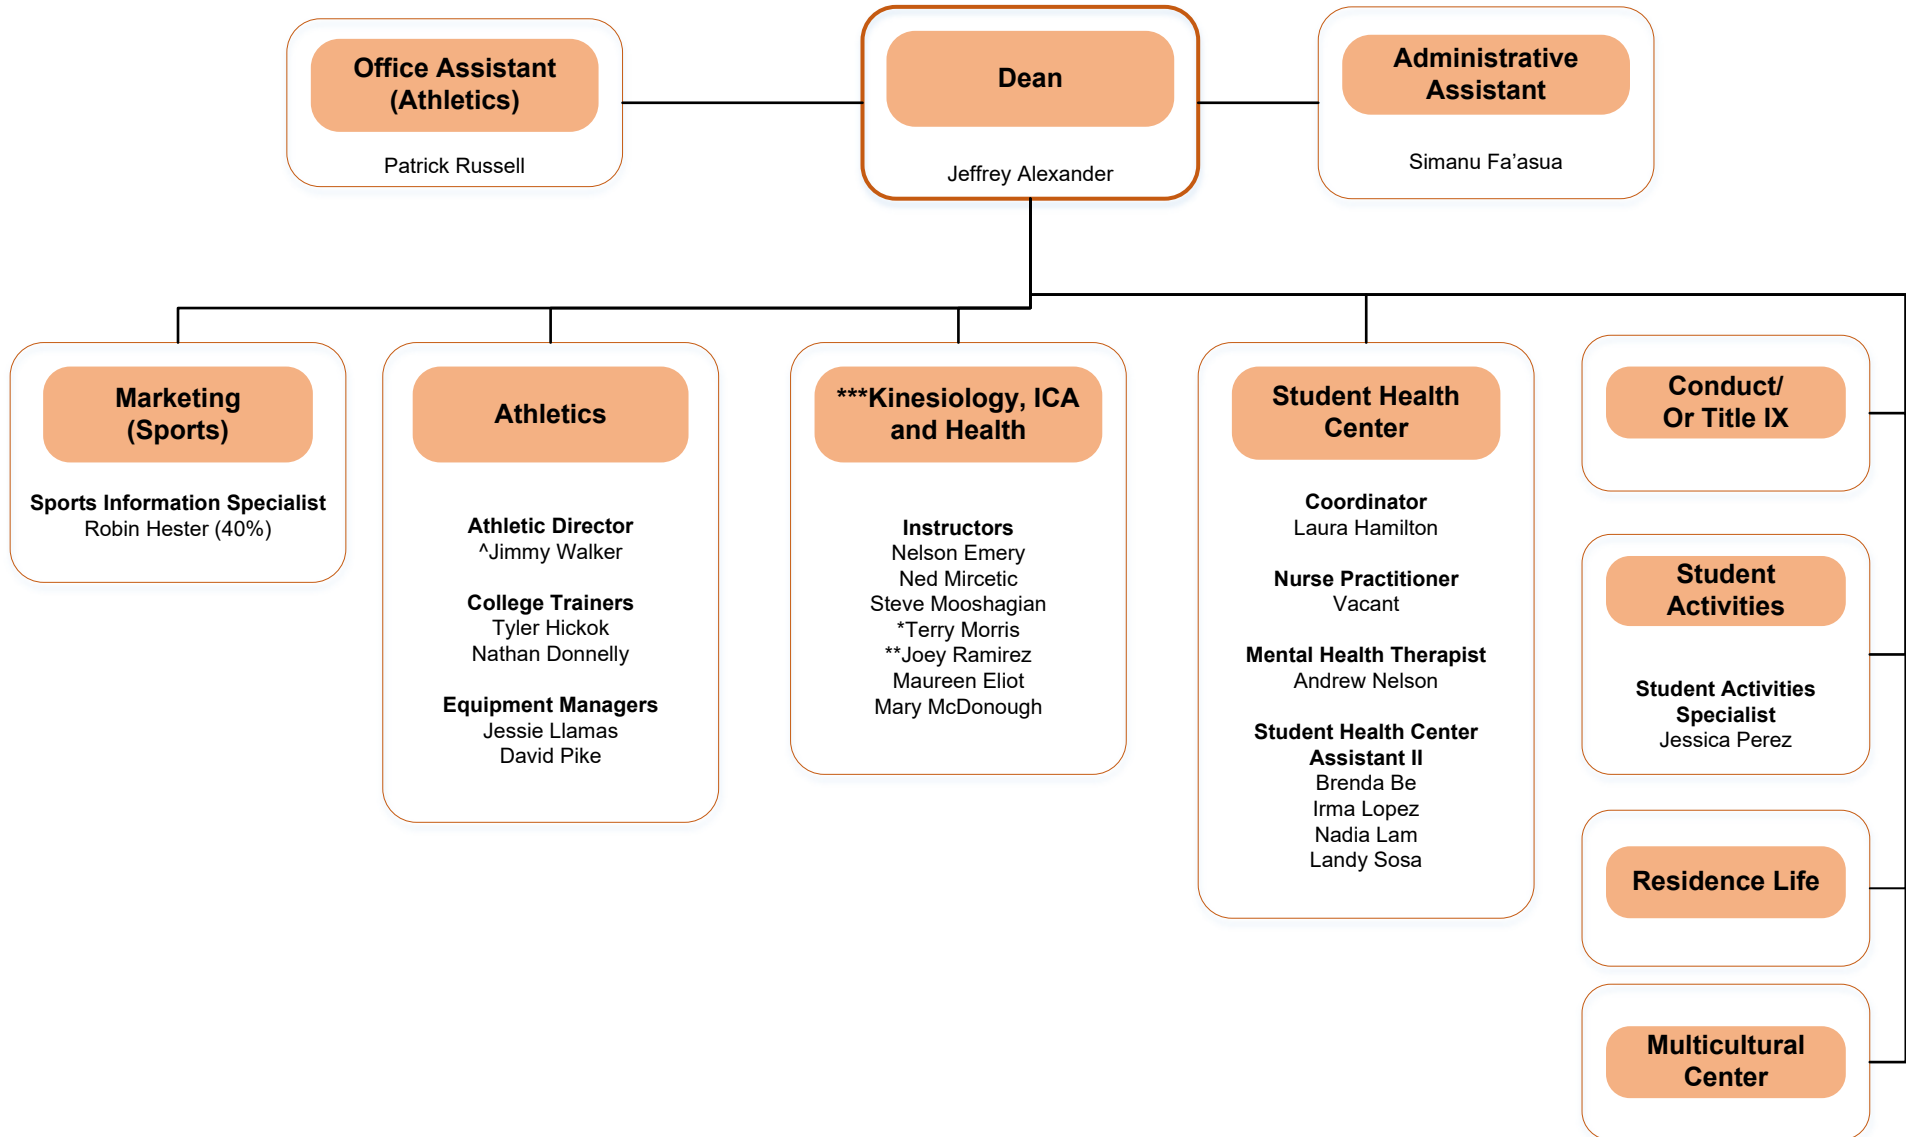 Office Assistant
(Athletics)
Patrick Russell
Dean
Jeffrey Alexander
Administrative
Assistant
Simanu Fa'asua
Marketing
(Sports)
Sports Information Specialist
Robin Hester (40%)
Athletics
Athletic Director
^Jimmy Walker
College Trainers
Tyler Hickok
Nathan Donnelly
Equipment Managers
Jessie Llamas
David Pike
***Kinesiology, ICA
and Health
Instructors
Nelson Emery
Ned Mircetic
Steve Mooshagian
*Terry Morris
**Joey Ramirez
Maureen Eliot
Mary McDonough
Student Health
Center
Coordinator
Laura Hamilton
Nurse Practitioner
Vacant
Mental Health Therapist
Andrew Nelson
Student Health Center
Assistant II
Brenda Be
Irma Lopez
Nadia Lam
Landy Sosa
Conduct/
Or Title IX
Student
Activities
Student Activities
Specialist
Jessica Perez
Residence Life
Multicultural
Center